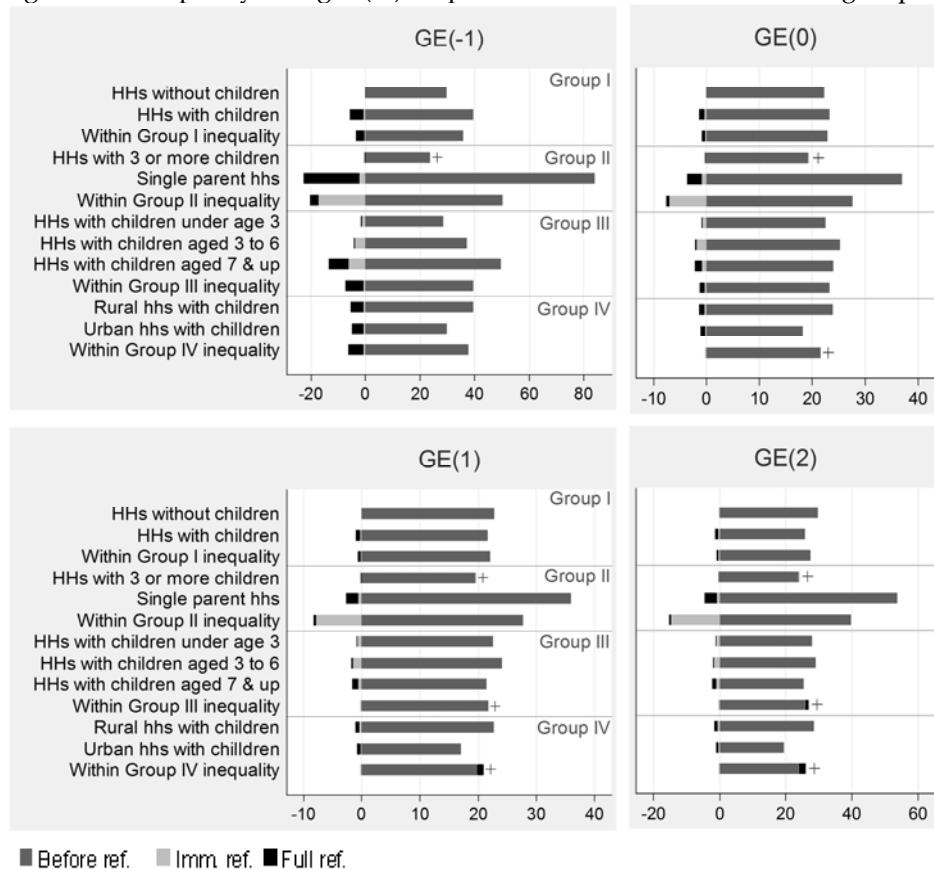 GE(-1)
GE(0)
Group I
HHs without children
HHs with children
Within Group I inequality
HHs with 3 or more children + Group II +
Single parent hhs
Within Group II inequality
HHs with children under age 3 Group III
HHs with children aged 3 to 6
HHs with children aged 7 & up
Within Group III inequality
Rural hhs with children Group IV
Urban hhs with chilldren
Within Group IV inequality +
-20 0 20 40 60 80 -10 0 10 20 30 40
GE(1)
GE(2)
Group I
HHs without children
HHs with children
Within Group I inequality
HHs with 3 or more children + Group II +
Single parent hhs
Within Group II inequality
HHs with children under age 3 Group III
HHs with children aged 3 to 6
HHs with children aged 7 & up
Within Group III inequality + +
Rural hhs with children Group IV
Urban hhs with chilldren
Within Group IV inequality + +
-10 0 10 20 30 40 -20 0 20 40 60
Before ref. Imm. ref. Full ref.